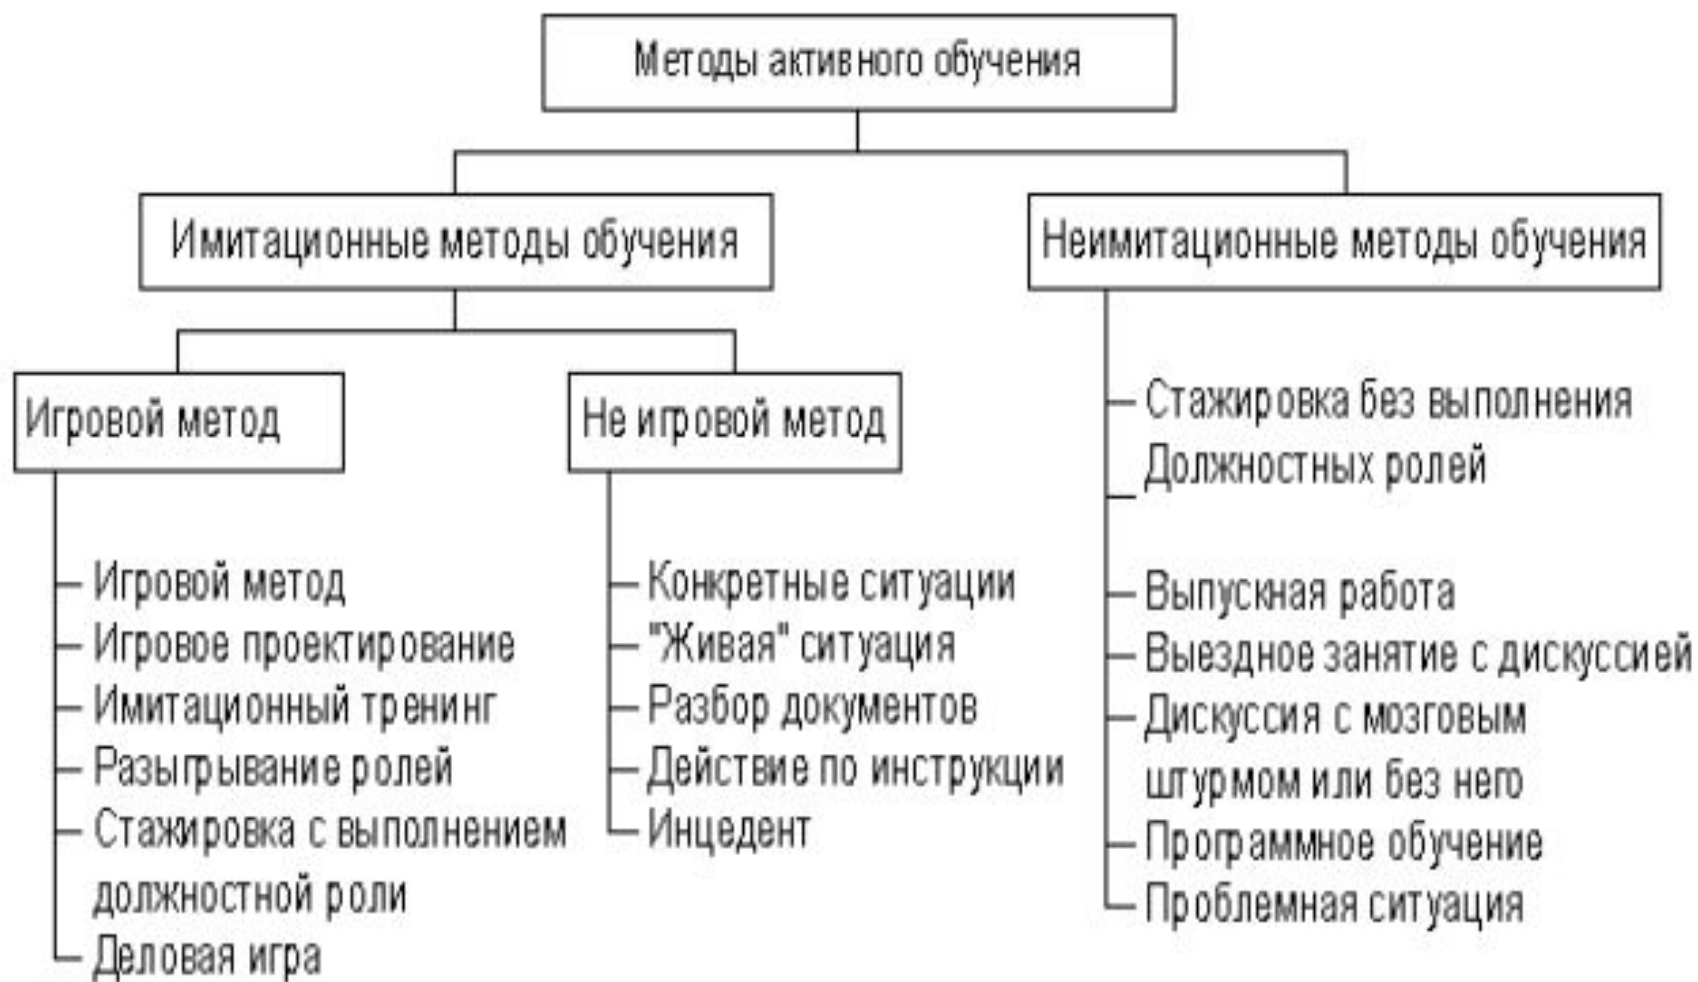 Методы активного обучения
Имитационные методы обучения
Неимитационные методы обучения
Игровой метод
Не игровой метод
Игровой метод
Игровое проектирование
Имитационный тренинг
Разыгрывание ролей
Стажировка с выполнением
должностной роли
Деловая игра
Конкретные ситуации
"Живая" ситуация
Разбор документов
Действие по инструкции
Инцедент
Стажировка без выполнения
Должностных ролей
Выпускная работа
Выездное занятие с дискуссией
Дискуссия с мозговым
штурмом или без него
Программное обучение
Проблемная ситуация